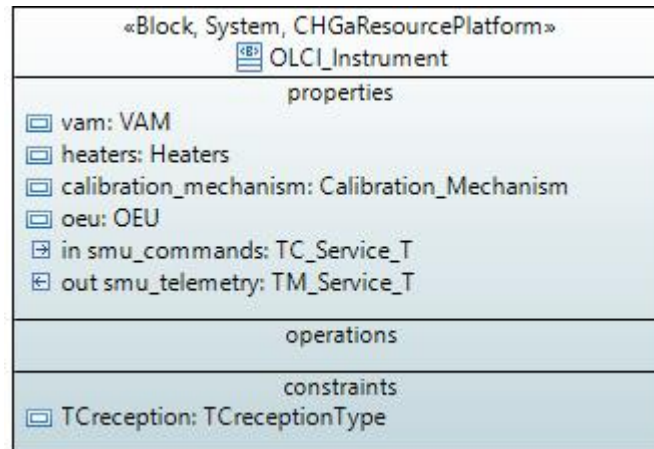 «Block, System, CHGaResourcePlatform»
OLCI_Instrument
properties
vam: VAM
heaters: Heaters
calibration_mechanism: Calibration_Mechanism
oeu: OEU
in smu_commands: TC_Service_T
out smu_telemetry: TM_Service_T
operations
constraints
TCreception: TCreceptionType